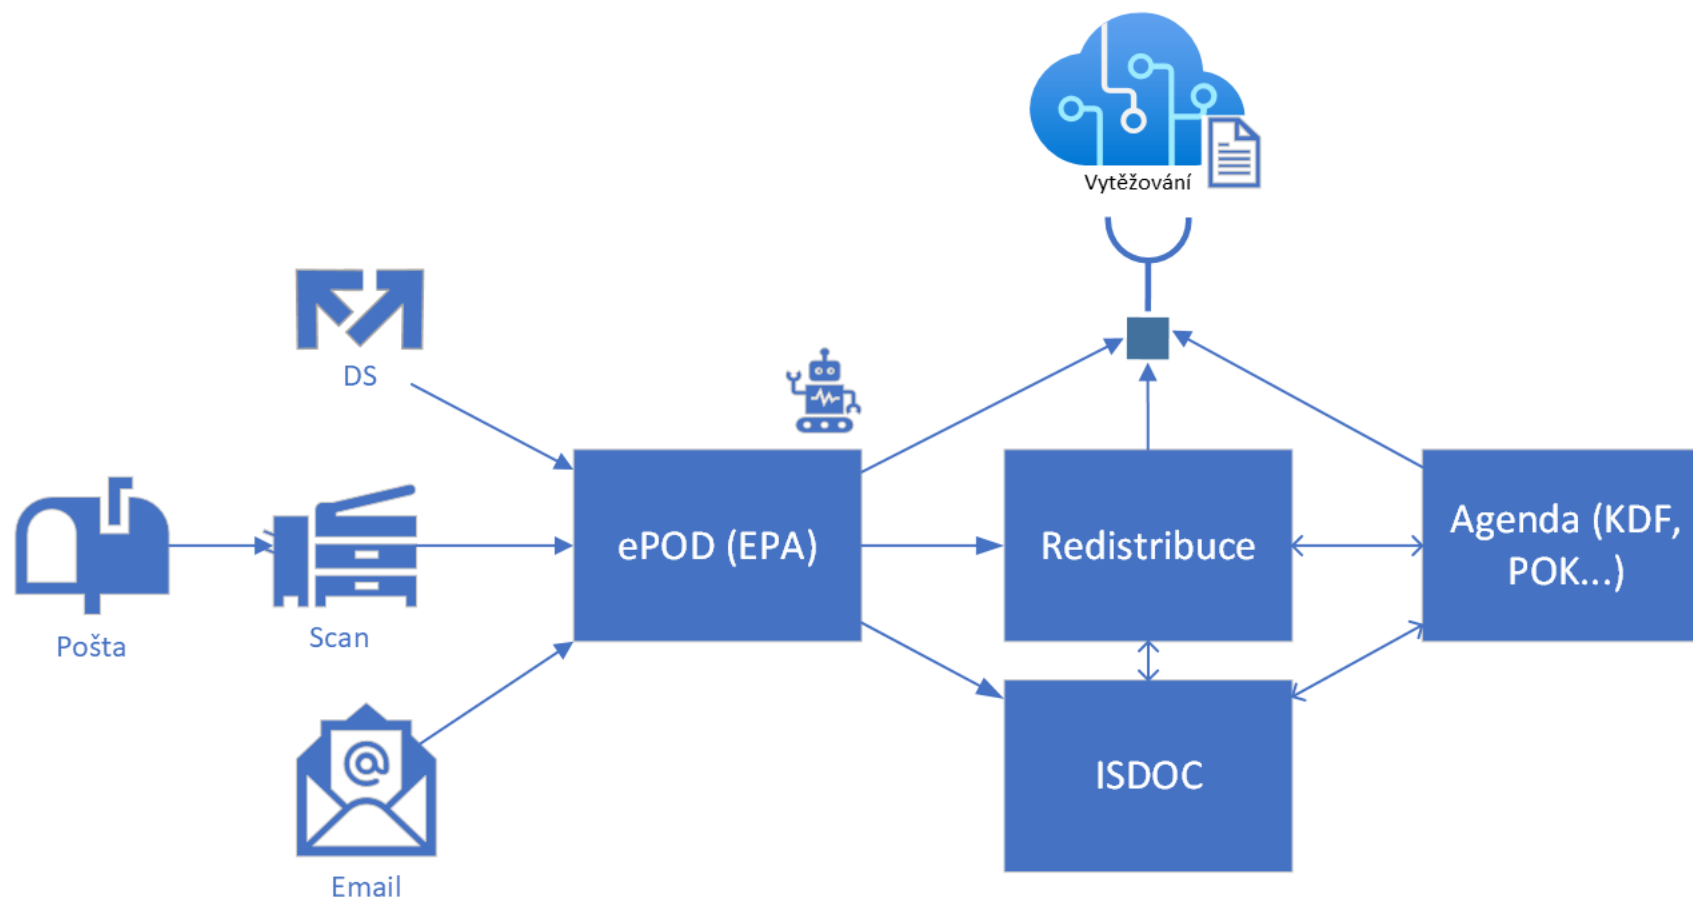 Vytěžování
DS
Pošta
Scan
Email
ePOD (EPA)
Redistribuce
Agenda (KDF,
POK...)
ISDOC